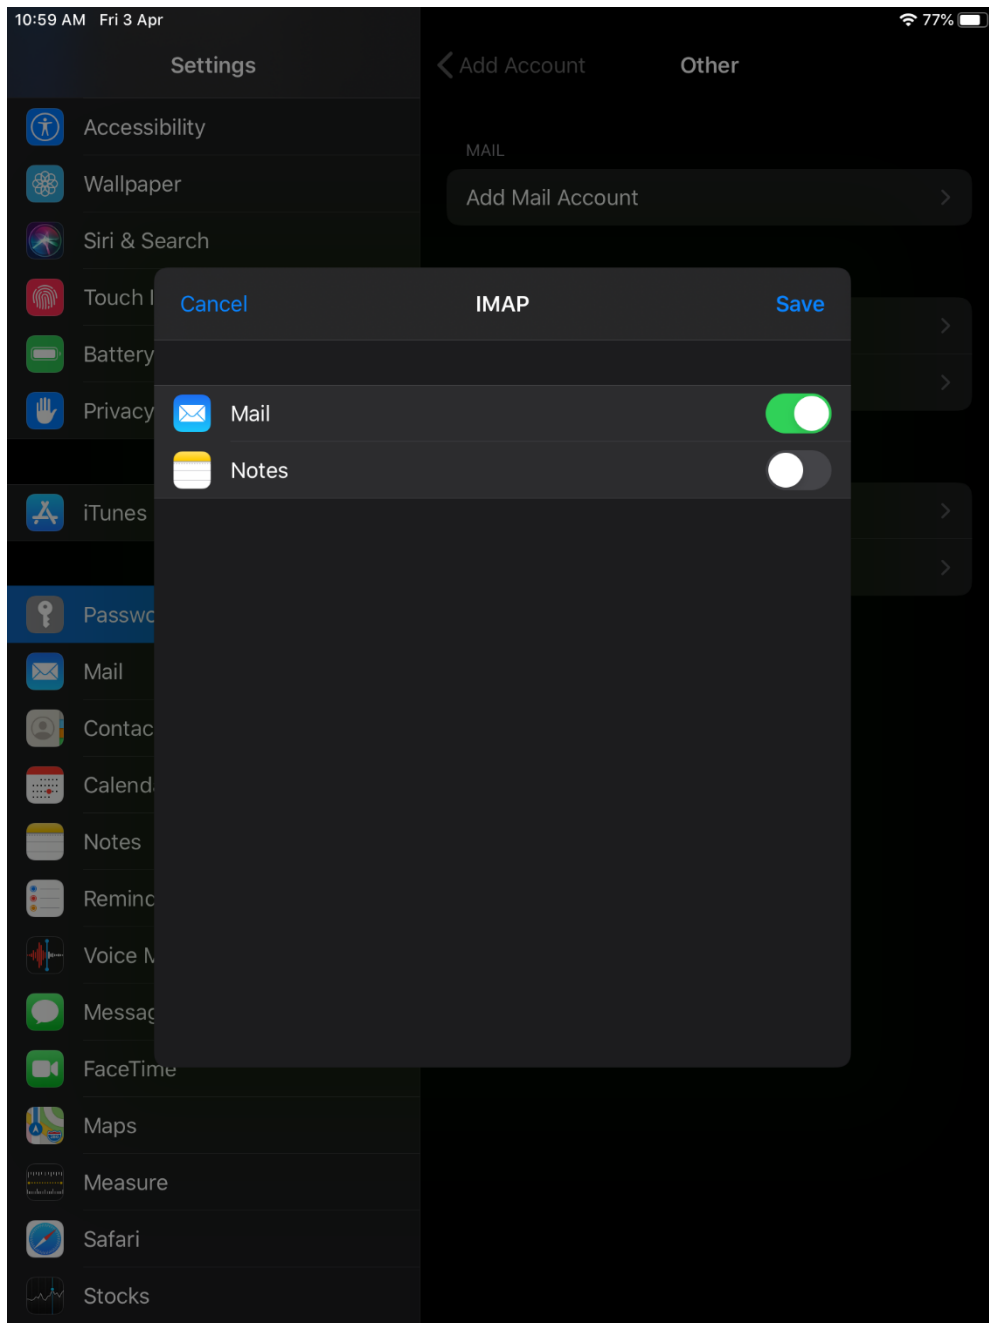 10:59 AM Fri 3 Apr
77%
Settings
Accessibility
Wallpaper
Siri & Search
Touch
Battery
Privacy
iTunes
Mail
Notes
FaceTime
Maps
Measure
Safari
Stocks
Add Account
Other
MAIL
Add Mail Account
Cancel
IMAP
Save
Mail
Notes